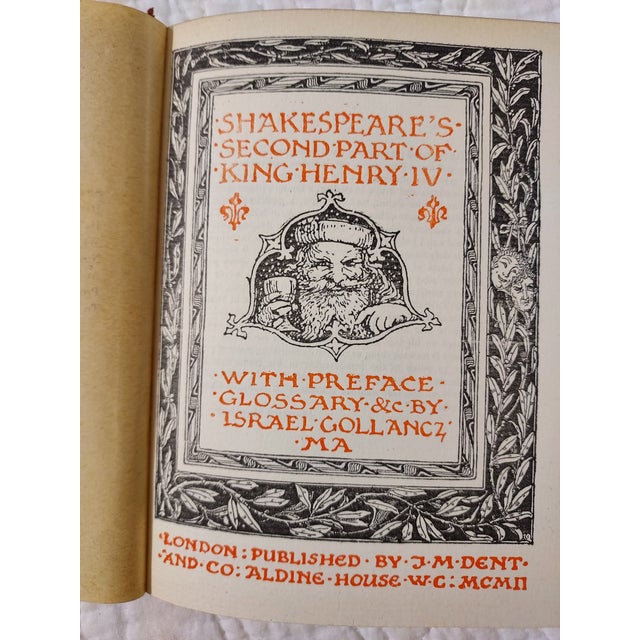 ·SHAKESPEARE'S·
·SECOND·PART·OF·
·KING·HENRY·IV·
·WITH·PREFACE·
·GLOSSARY·&c·BY·
·ISRAEL·GOLLANCZ·
·MA·
·LONDON:PUBLISHED·BY·J·M·DENT·
·AND·CO:ALDINE·HOUSE·W·C:MCMII